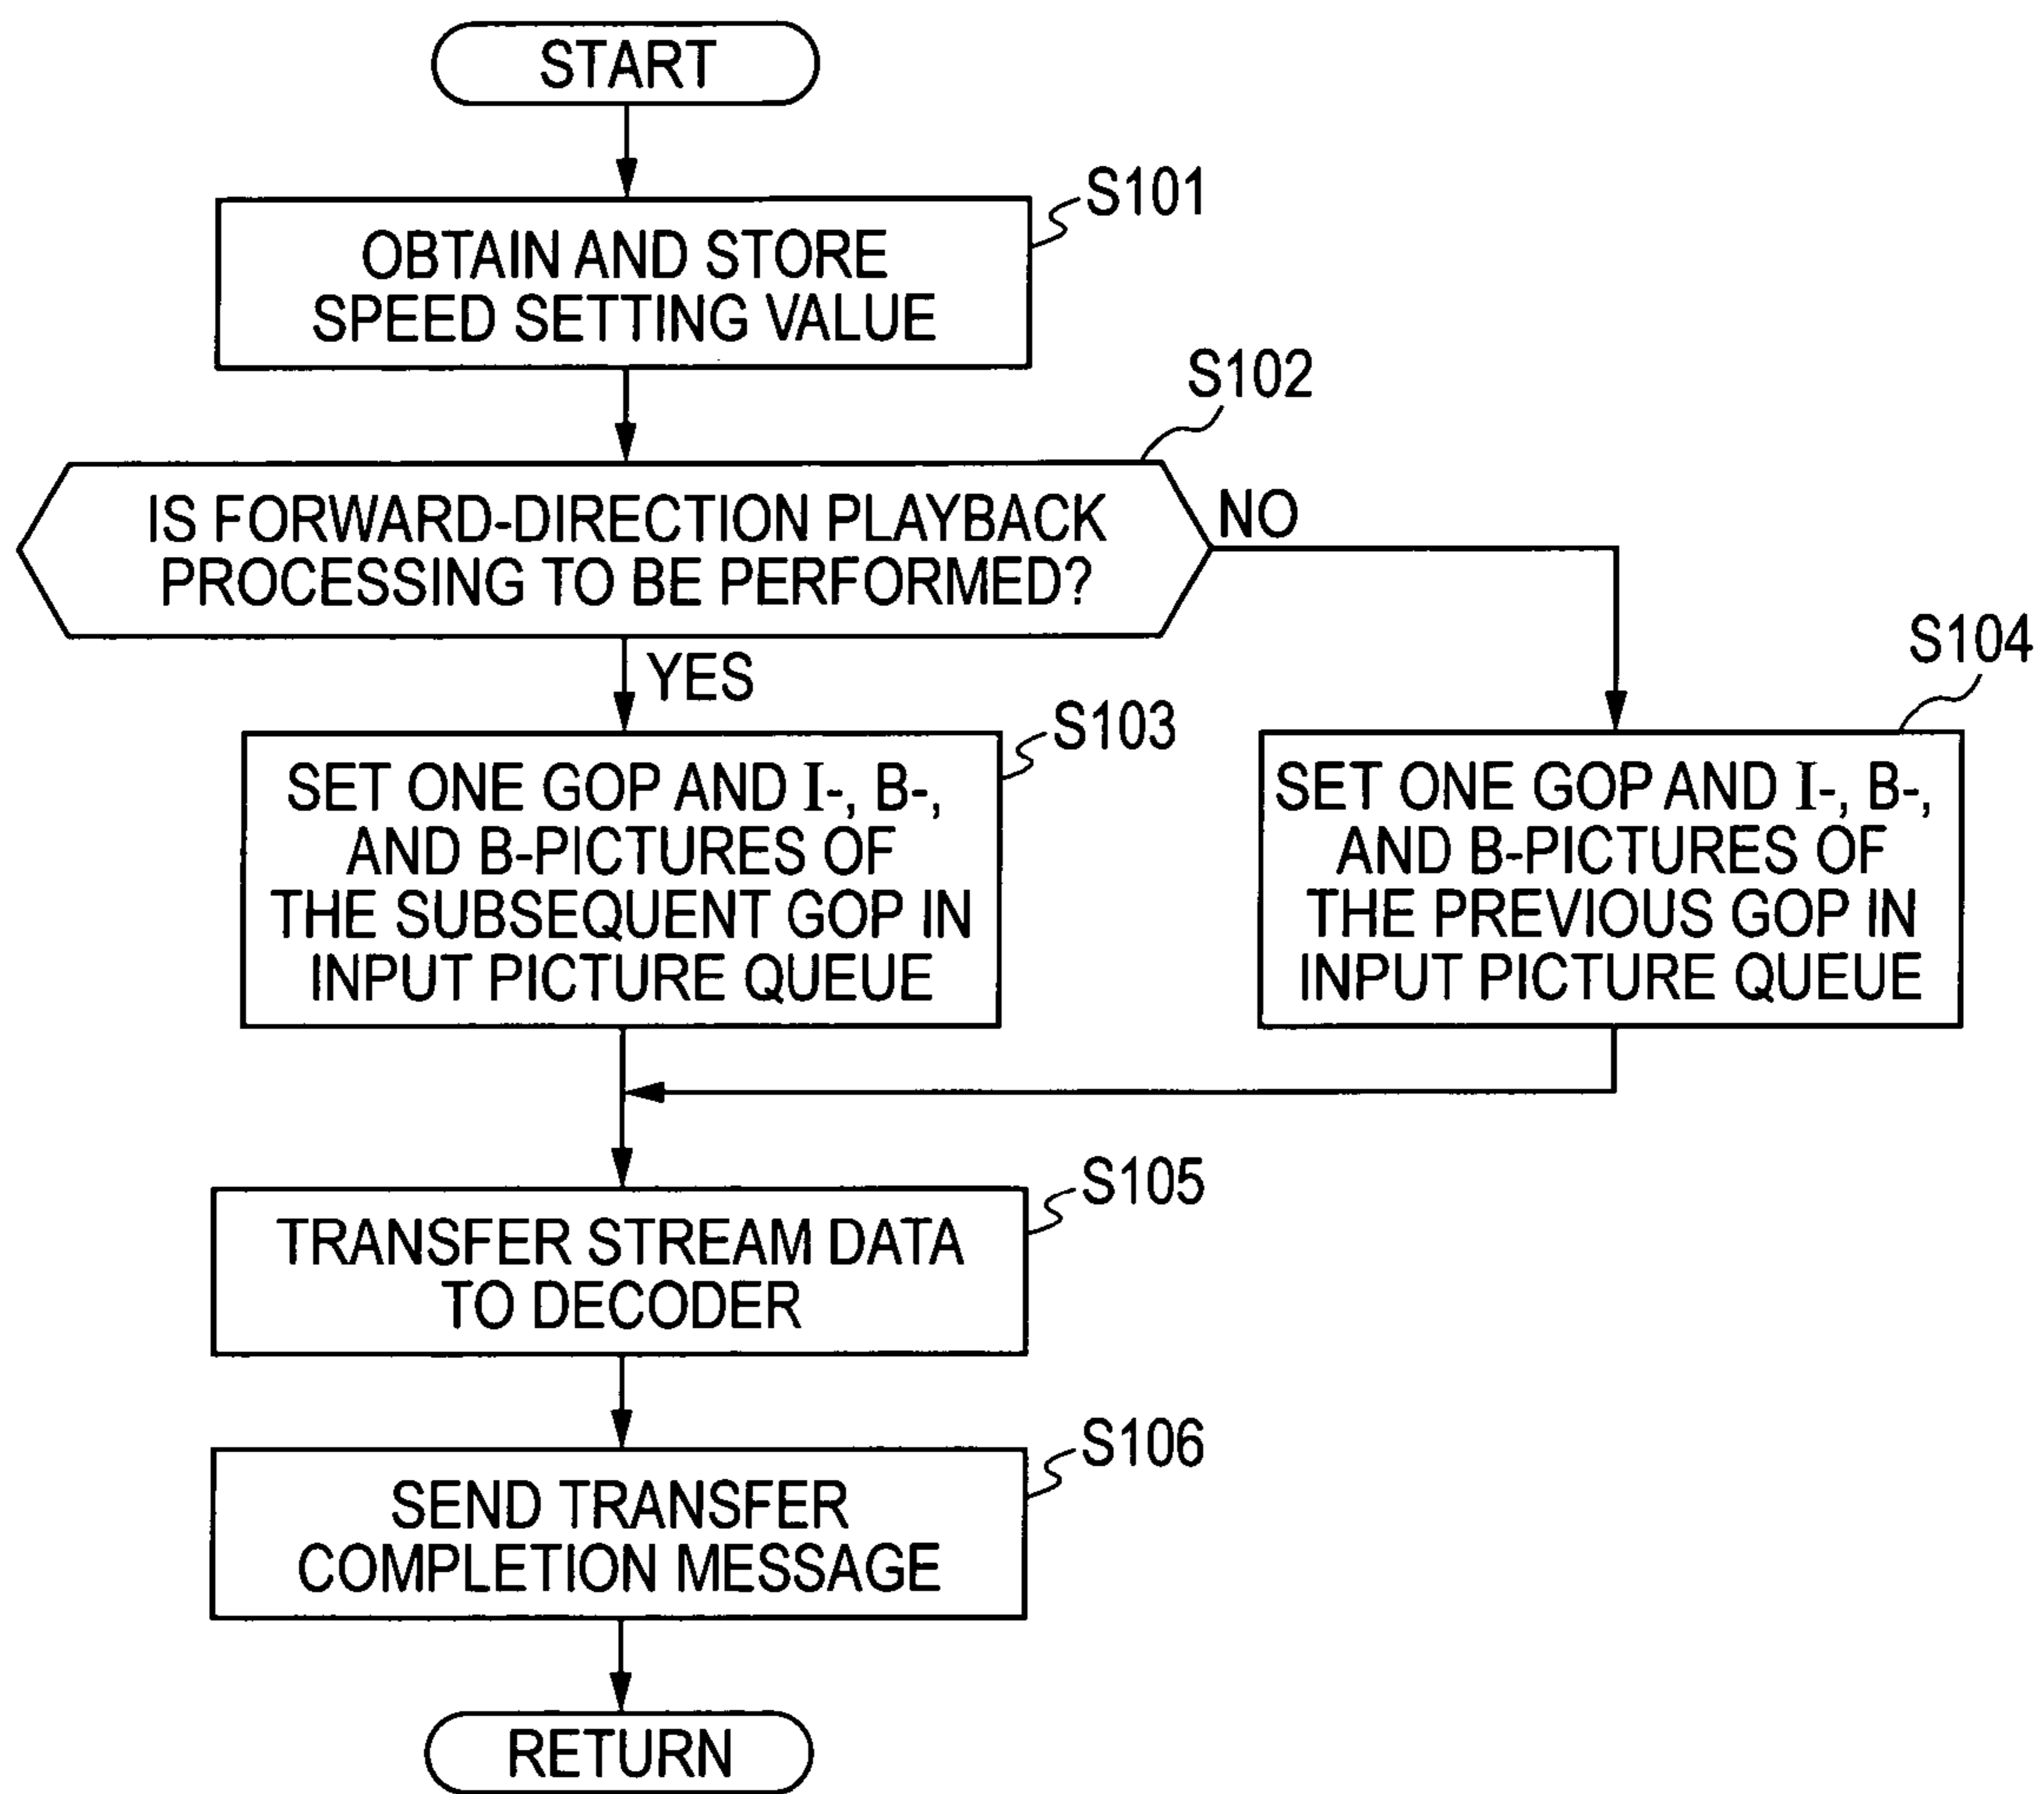 START
S101
OBTAIN AND STORE
SPEED SETTING VALUE
S102
IS FORWARD-DIRECTION PLAYBACK
PROCESSING TO BE PERFORMED?
NO
YES
S103
SET ONE GOP AND I-, B-,
AND B-PICTURES OF
THE SUBSEQUENT GOP IN
INPUT PICTURE QUEUE
S104
SET ONE GOP AND I-, B-,
AND B-PICTURES OF
THE PREVIOUS GOP IN
INPUT PICTURE QUEUE
S105
TRANSFER STREAM DATA
TO DECODER
S106
SEND TRANSFER
COMPLETION MESSAGE
RETURN